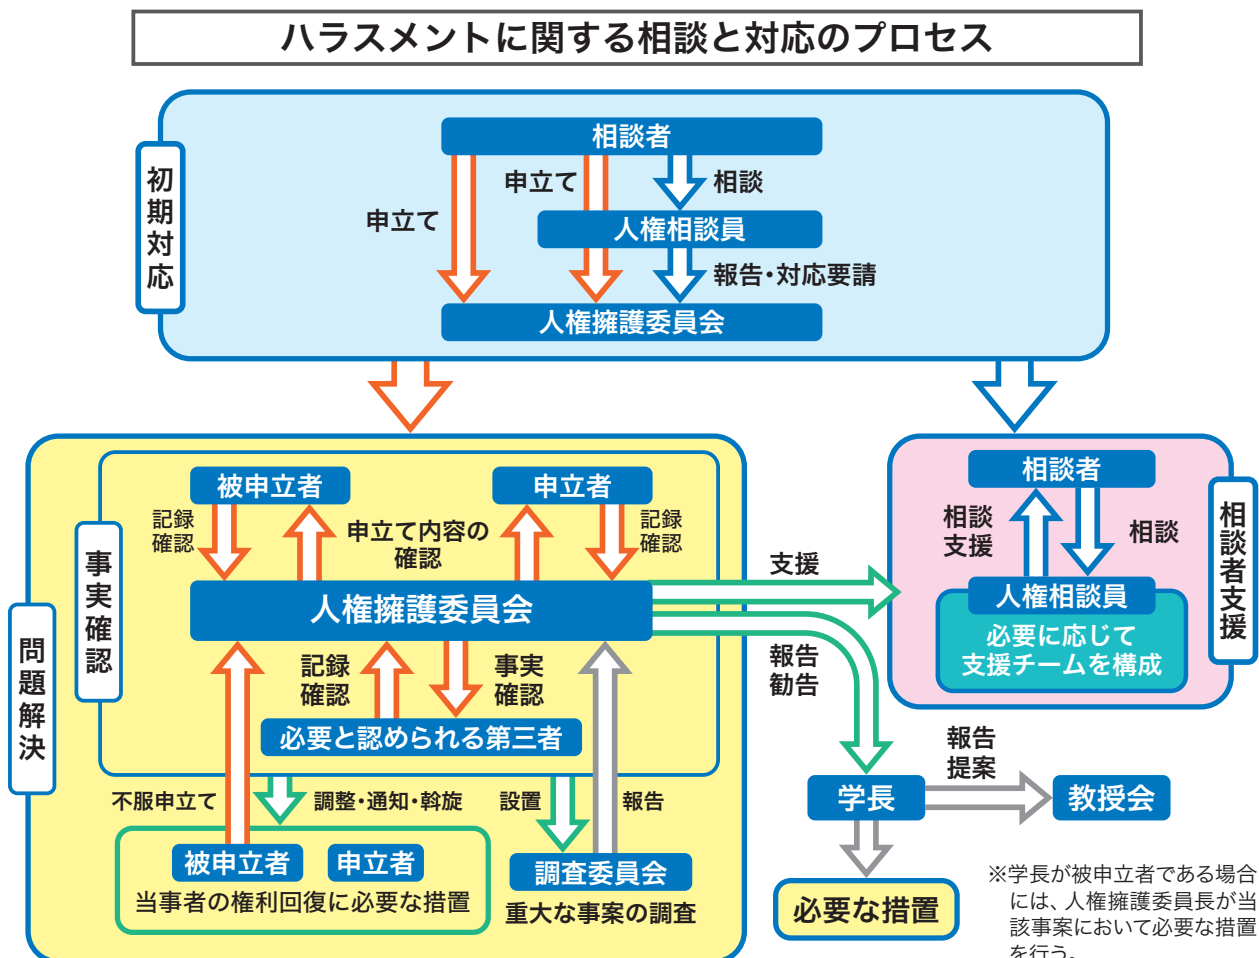 ハラスメントに関する相談と対応のプロセス
初期対応
相談者
申立て
申立て
相談
人権相談員
報告・対応要請
人権擁護委員会
問題解決
事実確認
被申立者
申立者
記録
確認
申立て内容の
確認
記録
確認
人権擁護委員会
記録
確認
事実
確認
必要と認められる第三者
不服申立て
調整・通知・斡旋
設置
報告
被申立者
申立者
当事者の権利回復に必要な措置
調査委員会
重大な事案の調査
支援
報告
勧告
相談者支援
相談者
相談
支援
相談
人権相談員
必要に応じて
支援チームを構成
学長
報告
提案
教授会
必要な措置
※学長が被申立者である場合
には、人権擁護委員長が当
該事案において必要な措置
を行う。